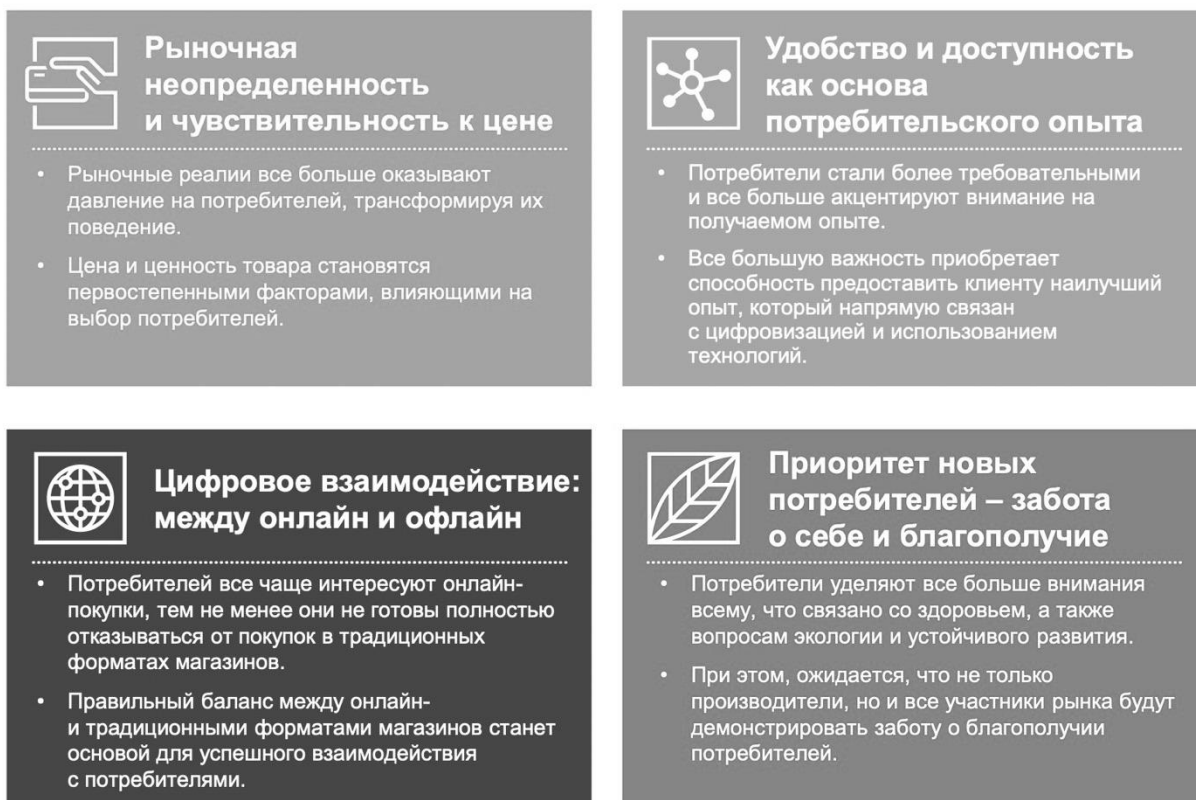 Рыночная
неопределенность
и чувствительность к цене
• Рыночные реалии все больше оказывают
давление на потребителей, трансформируя их
поведение.
• Цена и ценность товара становятся
первостепенными факторами, влияющими на
выбор потребителей.
Удобство и доступность
как основа
потребительского опыта
• Потребители стали более требовательными
и все больше акцентируют внимание на
получаемом опыте.
• Все большую важность приобретает
способность предоставить клиенту наилучший
опыт, который напрямую связан
с цифровизацией и использованием
технологий.
Цифровое взаимодействие:
между онлайн и офлайн
• Потребителей все чаще интересуют онлайн-
покупки, тем не менее они не готовы полностью
отказываться от покупок в традиционных
форматах магазинов.
• Правильный баланс между онлайн-
и традиционными форматами магазинов станет
основой для успешного взаимодействия
с потребителями.
Приоритет новых
потребителей – забота
о себе и благополучие
• Потребители уделяют все больше внимания
всему, что связано со здоровьем, а также
вопросам экологии и устойчивого развития.
• При этом, ожидается, что не только
производители, но и все участники рынка будут
демонстрировать заботу о благополучии
потребителей.